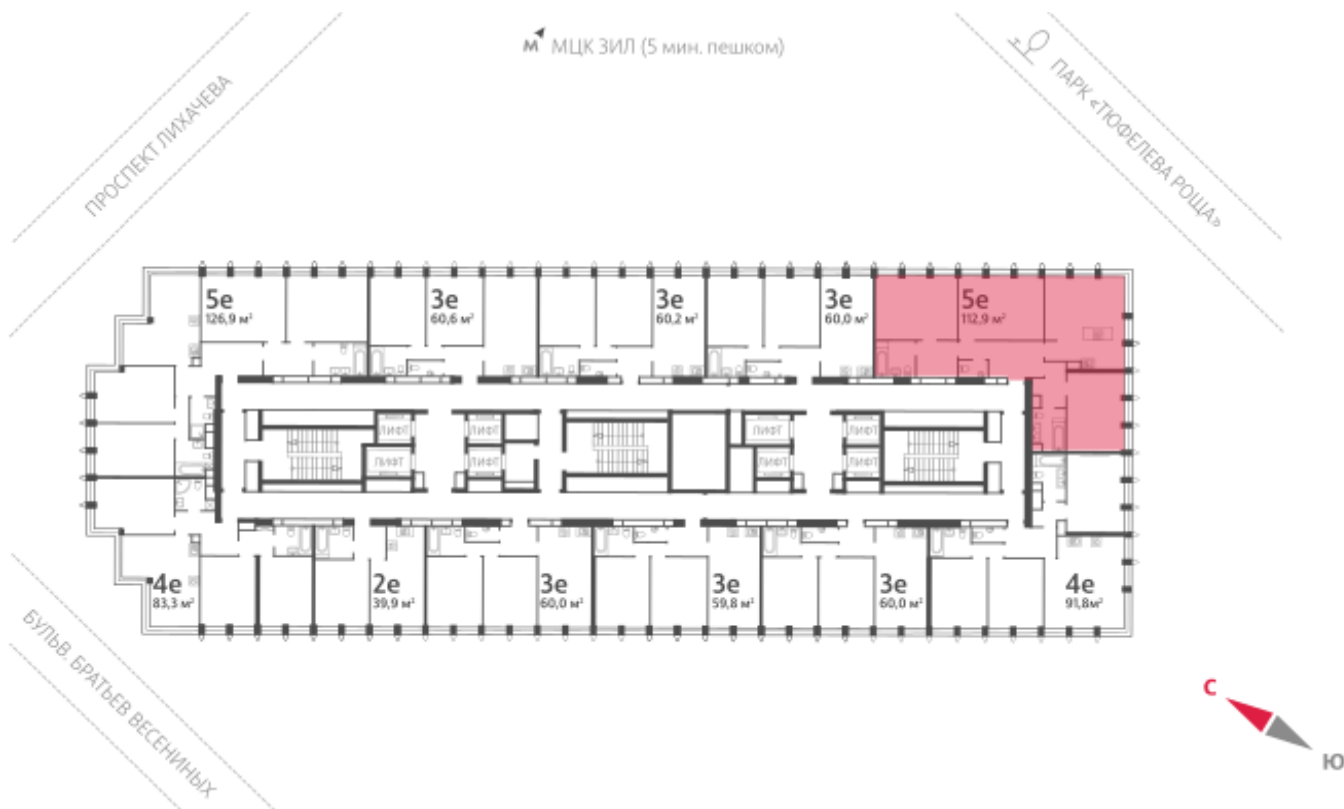 М МЦК ЗИЛ (5 мин. пешком)
ПРОСПЕКТ ЛИХАЧЕВА
ПАРК «ТЮФЕЛЕВА РОЩА»
5е
126,9 м²
3е
60,6 м²
3е
60,2 м²
3е
60,0 м²
5е
112,9 м²
ЛИФТ
ЛИФТ
ЛИФТ
ЛИФТ
ЛИФТ
ЛИФТ
ЛИФТ
ЛИФТ
4е
83,3 м²
2е
39,9 м²
3е
60,0 м²
3е
59,8 м²
3е
60,0 м²
4е
91,8м²
БУЛЬВ. БРАТЬЕВ ВЕСЕНИНЫХ
С
Ю